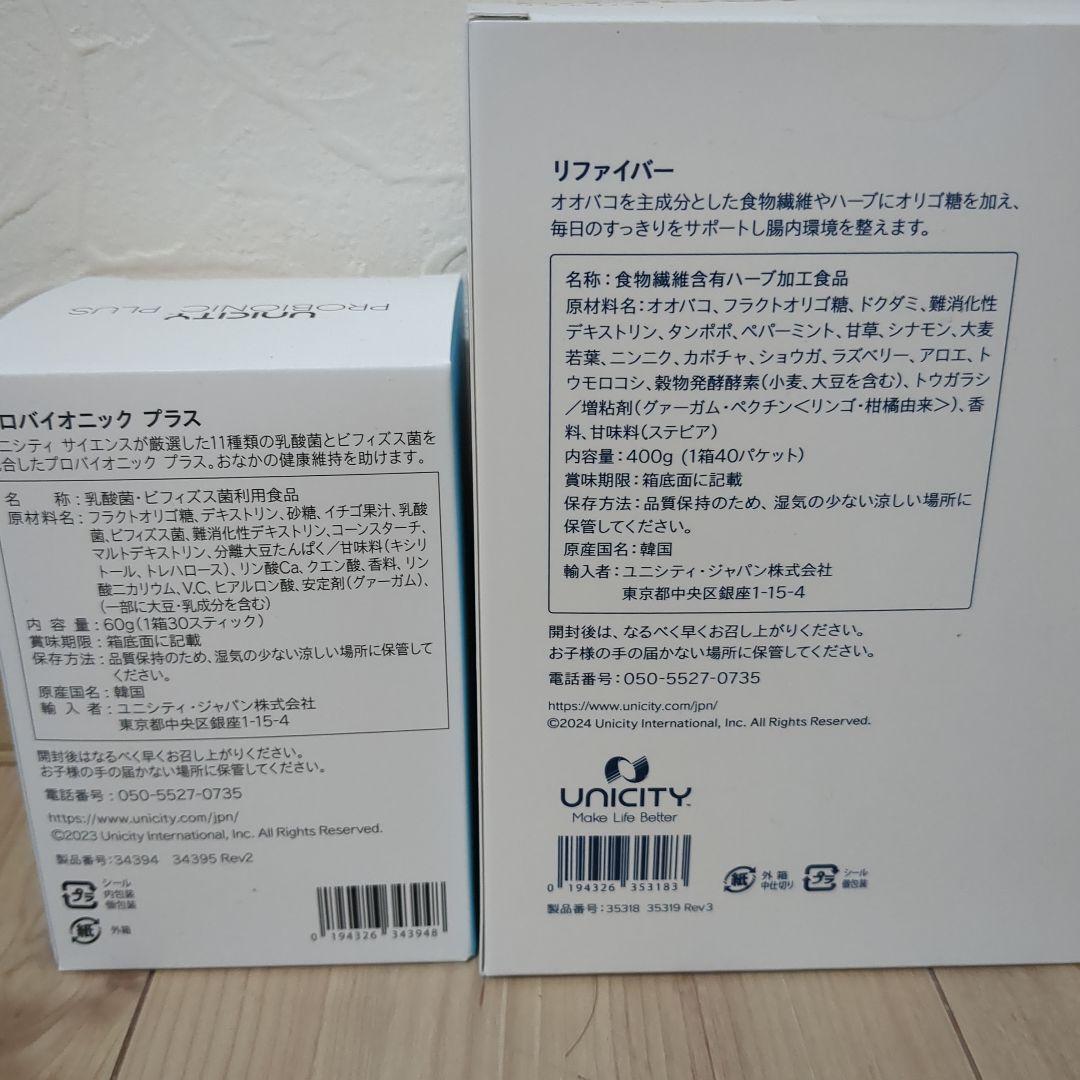 UNICITY
PROBIONIC PLUS
ロバイオニック プラス
ニシティ サイエンスが厳選した11種類の乳酸菌とビフィズス菌を
合したプロバイオニック プラス。おなかの健康維持を助けます。
名 称:乳酸菌・ビフィズス菌利用食品
原材料名:フラクトオリゴ糖、デキストリン、砂糖、イチゴ果汁、乳酸
菌、ビフィズス菌、難消化性デキストリン、コーンスターチ、
マルトデキストリン、分離大豆たんぱく／甘味料(キシリ
トール、トレハロース)、リン酸Ca、クエン酸、香料、リン
酸二カリウム、V.C、ヒアルロン酸、安定剤(グァーガム)、
(一部に大豆・乳成分を含む)
内 容 量:60g(1箱30スティック)
賞味期限:箱底面に記載
保存方法:品質保持のため、湿気の少ない涼しい場所に保管して
ください。
原産国名:韓国
輸 入 者:ユニシティ・ジャパン株式会社
東京都中央区銀座1-15-4
開封後はなるべく早くお召し上がりください。
お子様の手の届かない場所に保管してください。
電話番号:050-5527-0735
https://www.unicity.com/jpn/
©2023 Unicity International, Inc. All Rights Reserved.
製品番号:34394 34395 Rev2
プラ
シール
内包装
個包装
紙
外箱
0 194326 343948
リファイバー
オオバコを主成分とした食物繊維やハーブにオリゴ糖を加え、
毎日のすっきりをサポートし腸内環境を整えます。
名称:食物繊維含有ハーブ加工食品
原材料名:オオバコ、フラクトオリゴ糖、ドクダミ、難消化性
デキストリン、タンポポ、ペパーミント、甘草、シナモン、大麦
若葉、ニンニク、カボチャ、ショウガ、ラズベリー、アロエ、ト
ウモロコシ、穀物発酵酵素(小麦、大豆を含む)、トウガラシ
／増粘剤(グァーガム・ペクチン<リンゴ・柑橘由来>)、香
料、甘味料(ステビア)
内容量:400g (1箱40パケット)
賞味期限:箱底面に記載
保存方法:品質保持のため、湿気の少ない涼しい場所に
保管してください。
原産国名:韓国
輸入者:ユニシティ・ジャパン株式会社
東京都中央区銀座1-15-4
開封後は、なるべく早くお召し上がりください。
お子様の手の届かない場所に保管してください。
電話番号:050-5527-0735
https://www.unicity.com/jpn/
©2024 Unicity International, Inc. All Rights Reserved.
UNICITY™
Make Life Better
0 194326 353183
紙
外箱
中仕切り
プラ
シール
個包装
製品番号:35318 35319 Rev3